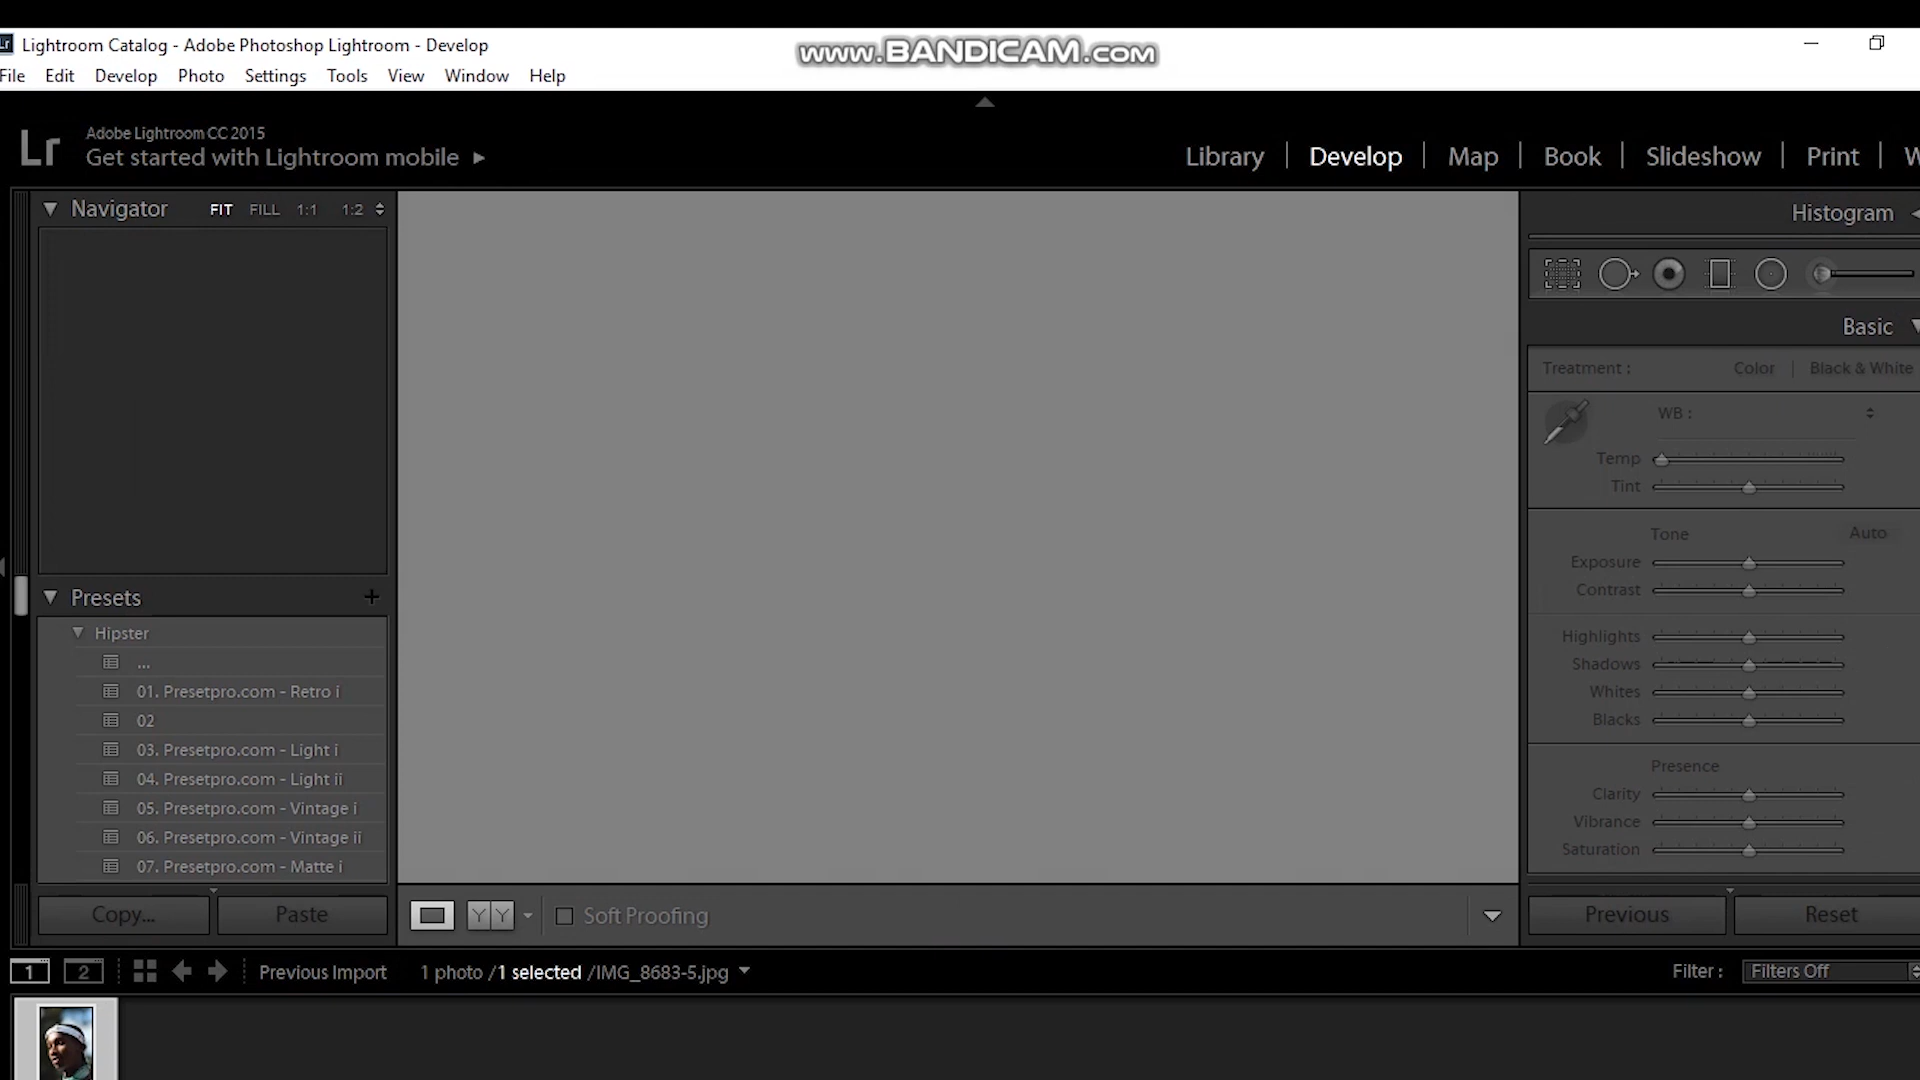 Lr Lightroom Catalog - Adobe Photoshop Lightroom - Develop
www.BANDICAM.com
File Edit Develop Photo Settings Tools View Window Help
Lr Adobe Lightroom CC 2015
Get started with Lightroom mobile
Library | Develop | Map | Book | Slideshow | Print | W
Navigator FIT FILL 1:1 1:2
Histogram
Basic
Treatment : Color | Black & White
WB :
Temp
Tint
Tone Auto
Exposure
Contrast
Highlights
Shadows
Whites
Blacks
Presence
Clarity
Vibrance
Saturation
Presets +
Hipster
...
01. Presetpro.com - Retro i
02
03. Presetpro.com - Light i
04. Presetpro.com - Light ii
05. Presetpro.com - Vintage i
06. Presetpro.com - Vintage ii
07. Presetpro.com - Matte i
Copy... Paste
YY Soft Proofing
Previous Reset
1 2 Previous Import 1 photo /1 selected /IMG_8683-5.jpg
Filter : Filters Off